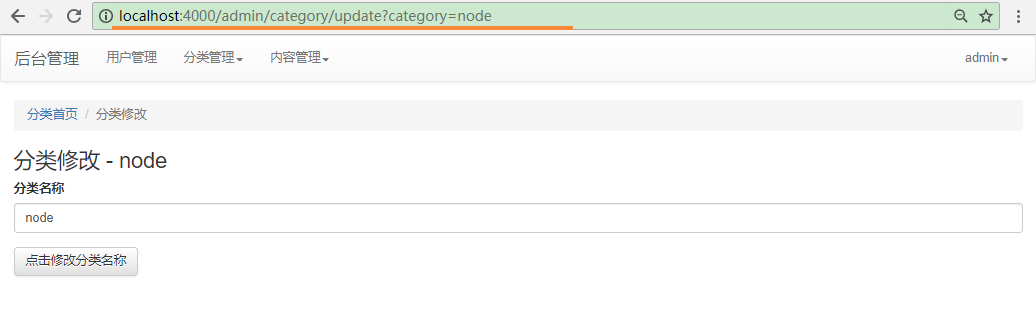 localhost:4000/admin/category/update?category=node
后台管理 用户管理 分类管理 内容管理 admin
分类首页 / 分类修改
分类修改 - node
分类名称
node
点击修改分类名称